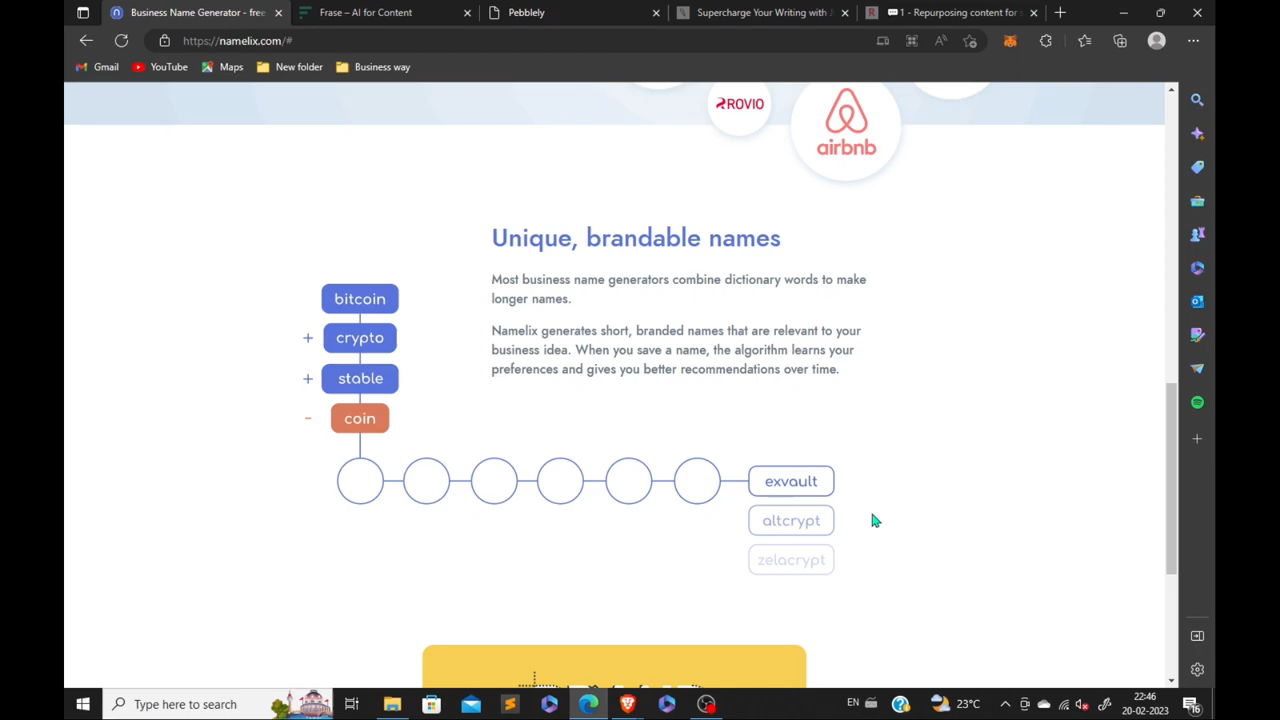 Business Name Generator - free
Frase – AI for Content
Pebblely
Supercharge Your Writing with
1 - Repurposing content for
https://namelix.com/#
Gmail
YouTube
Maps
New folder
Business way
ROVIO
airbnb
Unique, brandable names
Most business name generators combine dictionary words to make
longer names.
Namelix generates short, branded names that are relevant to your
business idea. When you save a name, the algorithm learns your
preferences and gives you better recommendations over time.
bitcoin
+ crypto
+ stable
- coin
exvault
altcrypt
zelacrypt
Type here to search
EN
23°C
22:46
20-02-2023
16